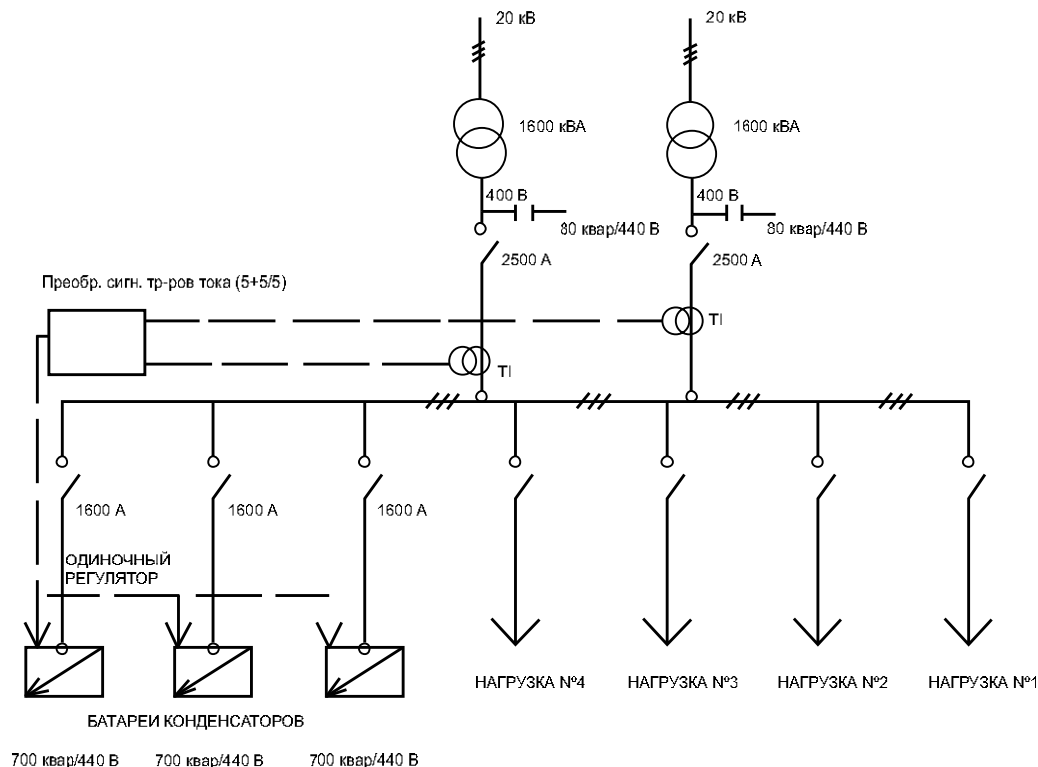 20 кВ
20 кВ
1600 кВА
1600 кВА
400 В
400 В
80 квар/440 В
80 квар/440 В
2500 А
2500 А
Преобр. сигн. тр-ров тока (5+5/5)
TI
TI
1600 А
1600 А
1600 А
ОДИНОЧНЫЙ
РЕГУЛЯТОР
НАГРУЗКА Nº4
НАГРУЗКА Nº3
НАГРУЗКА Nº2
НАГРУЗКА Nº1
БАТАРЕИ КОНДЕНСАТОРОВ
700 квар/440 В
700 квар/440 В
700 квар/440 В